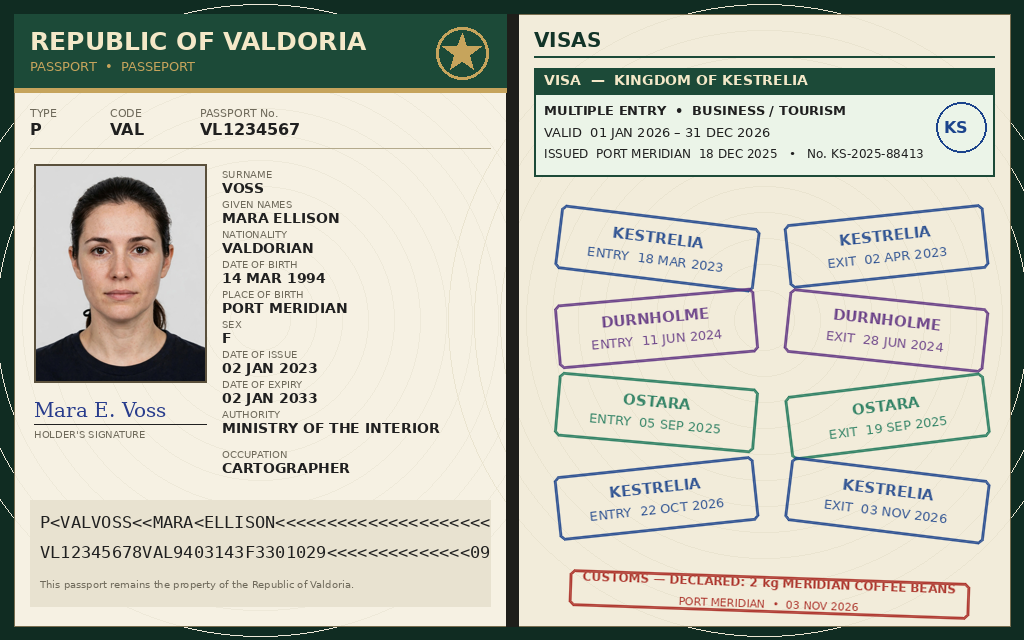 REPUBLIC OF VALDORIA
PASSPORT • PASSEPORT
TYPE
P
CODE
VAL
PASSPORT No.
VL1234567
SURNAME
VOSS
GIVEN NAMES
MARA ELLISON
NATIONALITY
VALDORIAN
DATE OF BIRTH
14 MAR 1994
PLACE OF BIRTH
PORT MERIDIAN
SEX
F
DATE OF ISSUE
02 JAN 2023
DATE OF EXPIRY
02 JAN 2033
AUTHORITY
MINISTRY OF THE INTERIOR
OCCUPATION
CARTOGRAPHER
Mara E. Voss
HOLDER'S SIGNATURE
P<VALVOSS<<MARA<ELLISON<<<<<<<<<<<<<<<<<<<<<
VL12345678VAL9403143F3301029<<<<<<<<<<<<<<09
This passport remains the property of the Republic of Valdoria.
VISAS
VISA — KINGDOM OF KESTRELIA
MULTIPLE ENTRY • BUSINESS / TOURISM
VALID 01 JAN 2026 – 31 DEC 2026
ISSUED PORT MERIDIAN 18 DEC 2025 • No. KS-2025-88413
KS
KESTRELIA
ENTRY 18 MAR 2023
KESTRELIA
EXIT 02 APR 2023
DURNHOLME
ENTRY 11 JUN 2024
DURNHOLME
EXIT 28 JUN 2024
OSTARA
ENTRY 05 SEP 2025
OSTARA
EXIT 19 SEP 2025
KESTRELIA
ENTRY 22 OCT 2026
KESTRELIA
EXIT 03 NOV 2026
CUSTOMS — DECLARED: 2 kg MERIDIAN COFFEE BEANS
PORT MERIDIAN • 03 NOV 2026